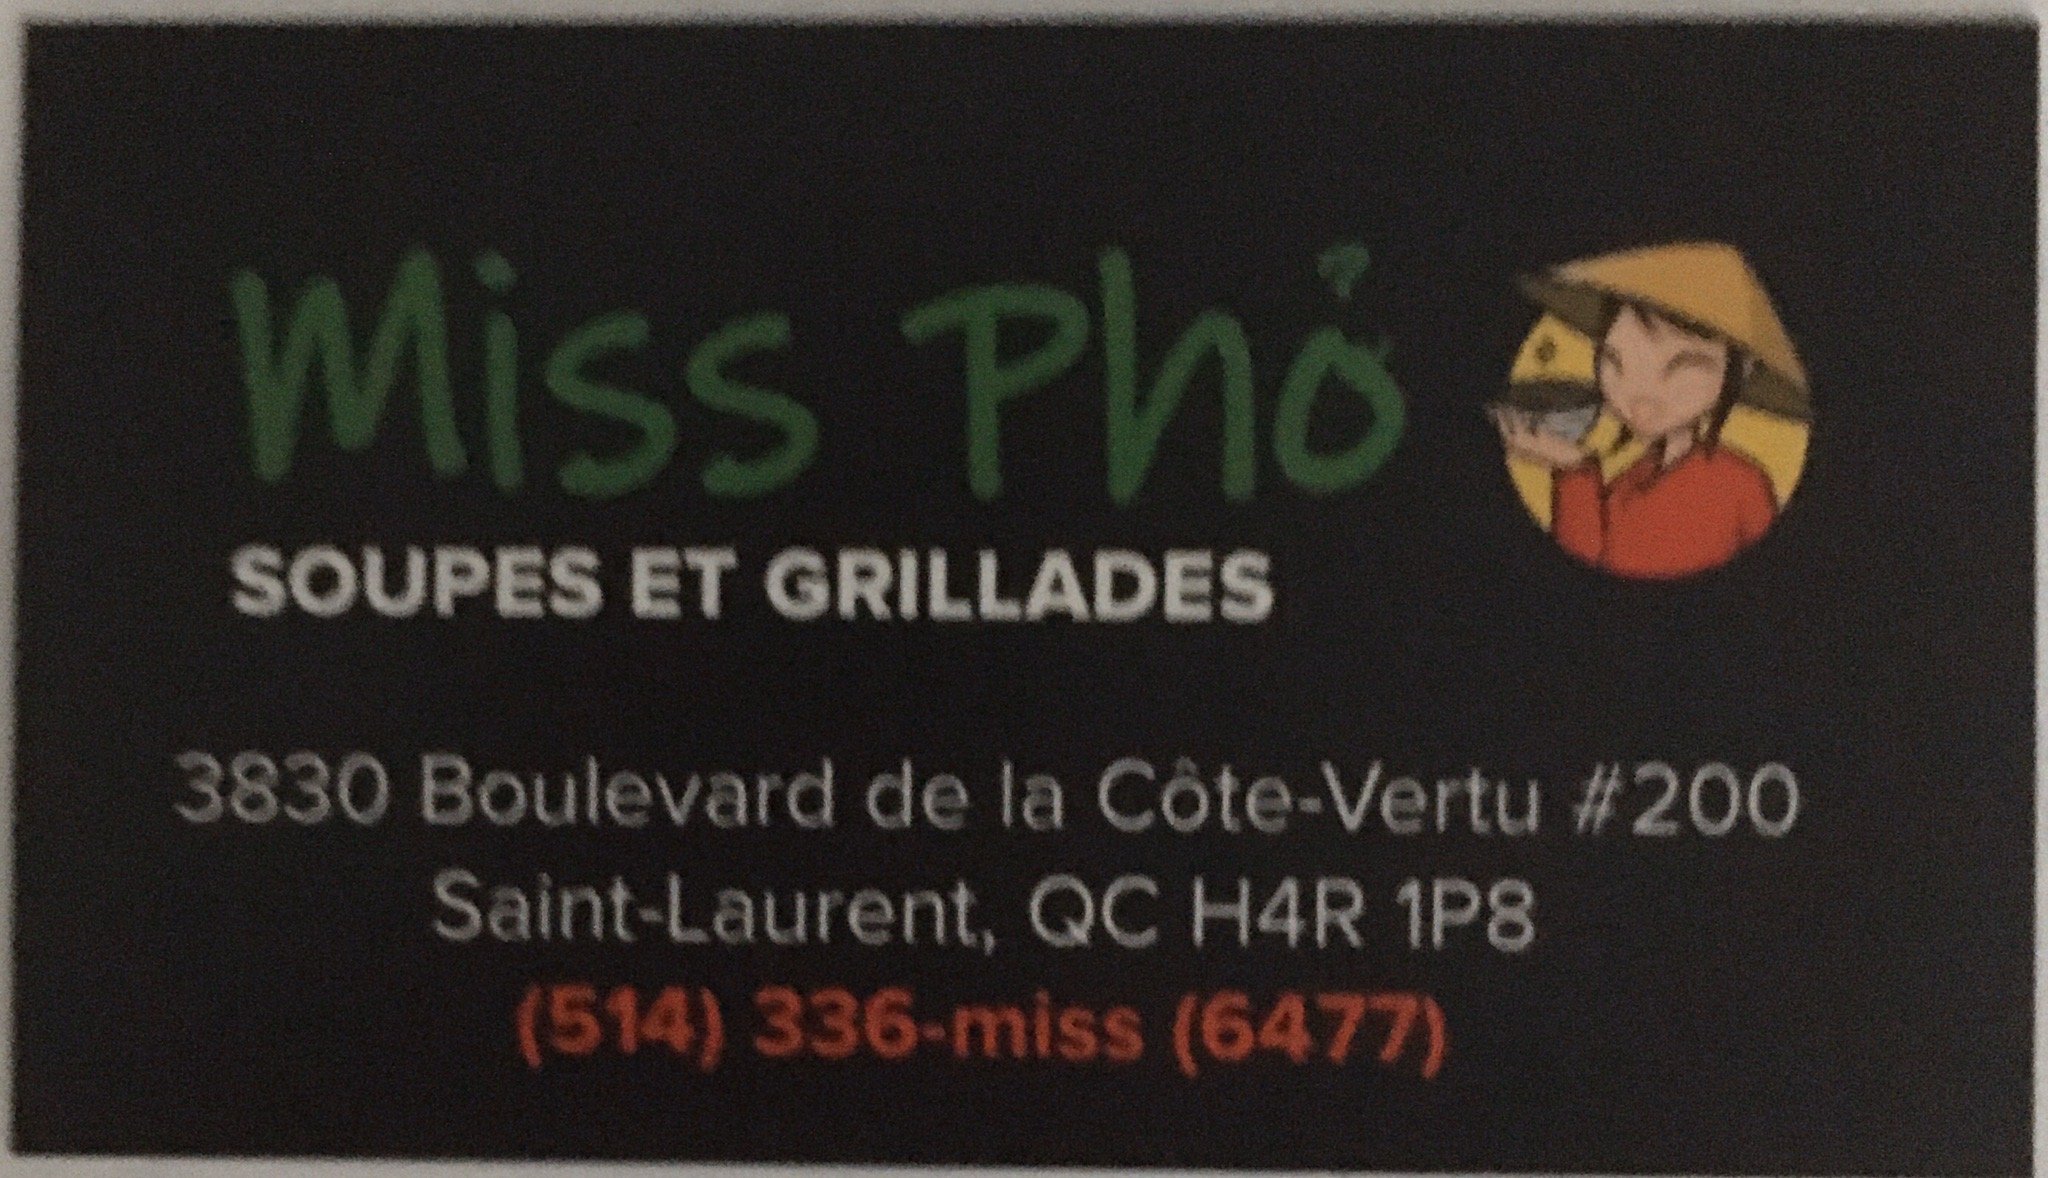 Miss Phở
SOUPES ET GRILLADES
3830 Boulevard de la Côte-Vertu #200
Saint-Laurent, QC H4R 1P8
(514) 336-miss (6477)